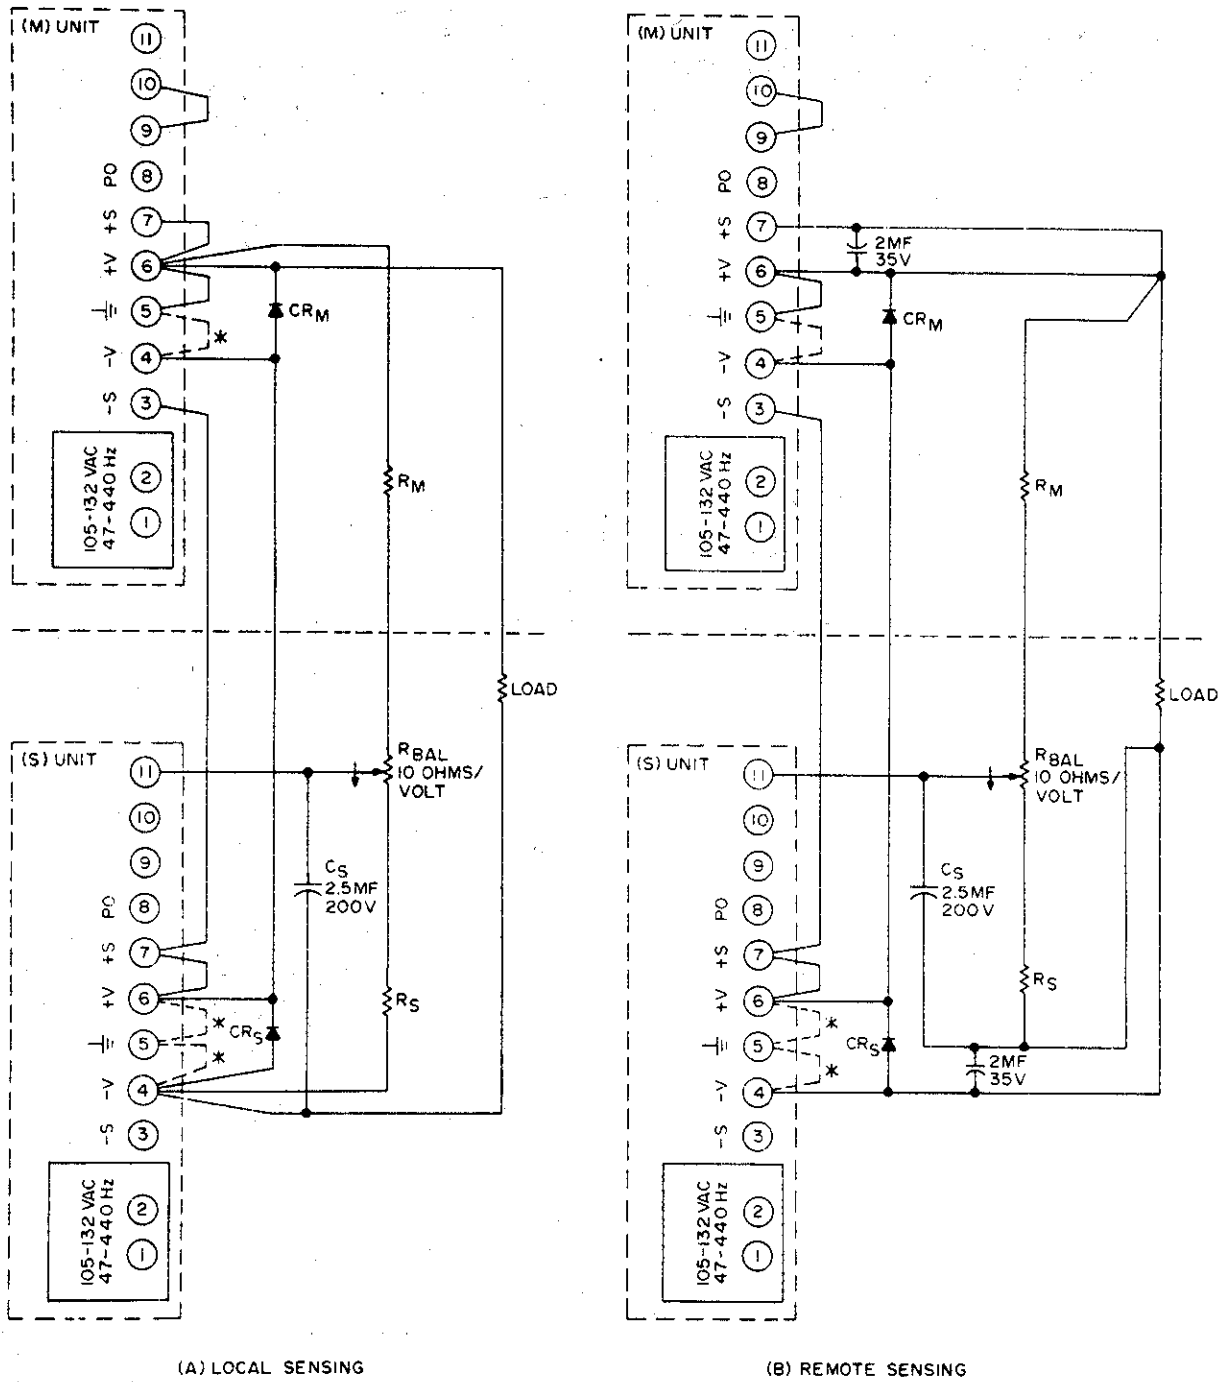 (M) UNIT
11
10
9
PO 8
+S 7
+V 6
5
*
-V 4
-S 3
105-132 VAC
47-440 Hz
2
1
CRM
RM
LOAD
(S) UNIT
11
10
9
PO 8
+S 7
+V 6
*
5
*
-V 4
-S 3
105-132 VAC
47-440 Hz
2
1
RBAL
10 OHMS/
VOLT
CS
2.5MF
200V
RS
CRS
(A) LOCAL SENSING
(M) UNIT
11
10
9
PO 8
+S 7
+V 6
5
-V 4
-S 3
105-132 VAC
47-440 Hz
2
1
2MF
35V
CRM
RM
LOAD
(S) UNIT
11
10
9
PO 8
+S 7
+V 6
*
5
*
-V 4
-S 3
105-132 VAC
47-440 Hz
2
1
RBAL
10 OHMS/
VOLT
CS
2.5MF
200V
RS
CRS
2MF
35V
(B) REMOTE SENSING